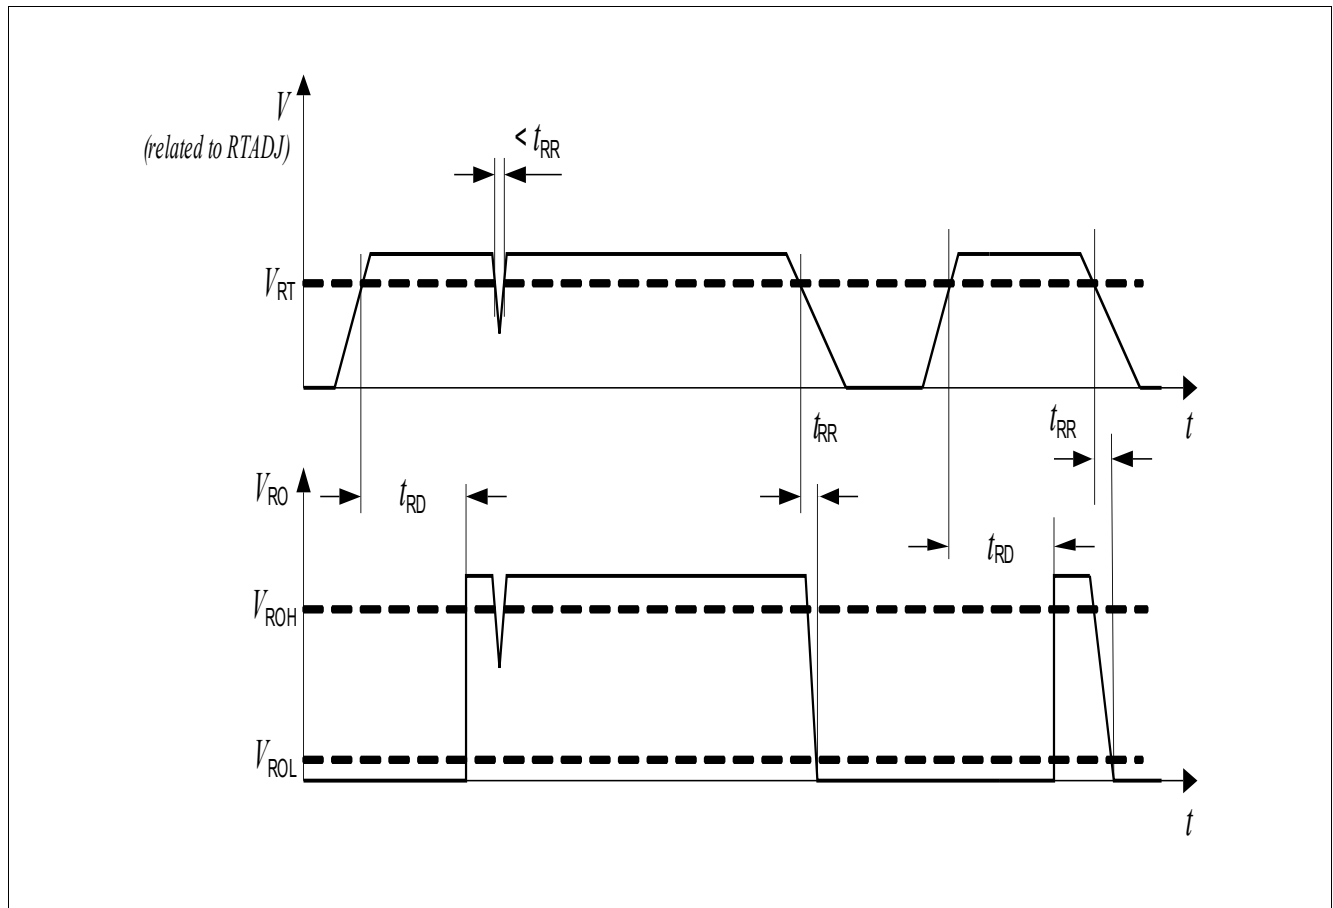 V
(related to RTADJ)
< tRR
VRT
tRR
tRR
t
VRO
tRD
tRD
VROH
VROL
t